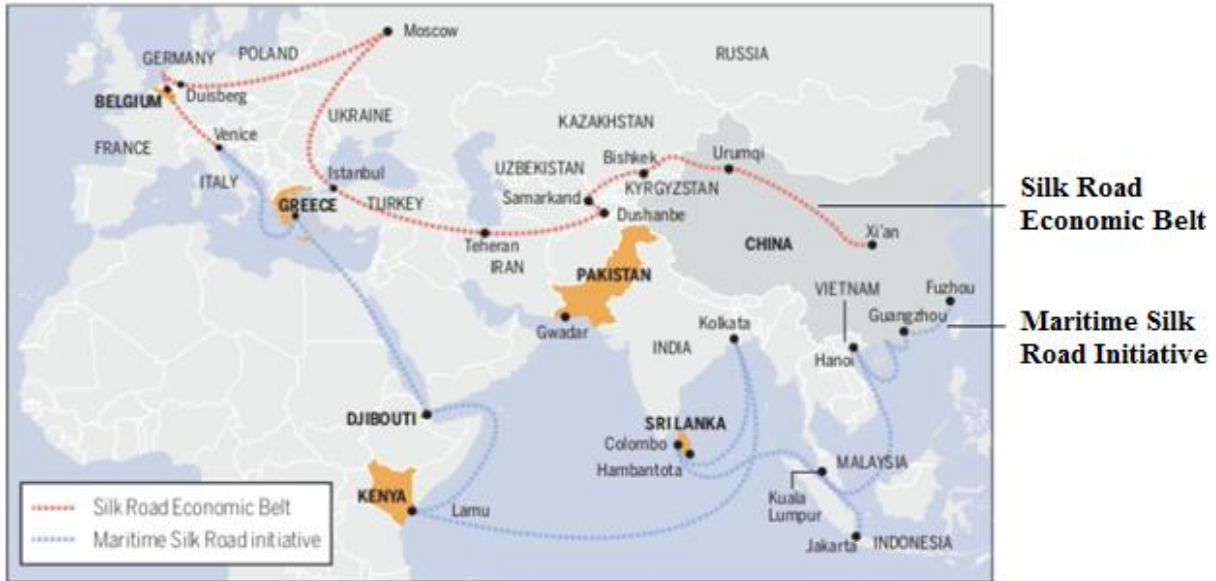 Moscow
POLAND
GERMANY
RUSSIA
BELGIUM
Duisberg
UKRAINE
KAZAKHSTAN
FRANCE
Venice
ITALY
UZBEKISTAN
Bishkek
Urumqi
Istanbul
KYRGYZSTAN
Samarkand
GREECE
TURKEY
Dushanbe
Silk Road
Economic Belt
Teheran
IRAN
CHINA
Xi'an
PAKISTAN
VIETNAM
Fuzhou
Guangzhou
Gwadar
Kolkata
INDIA
Hanoi
Maritime Silk
Road Initiative
DJIBOUTI
SRI LANKA
Colombo
Hambantota
MALAYSIA
Kuala
Lumpur
KENYA
Lamu
Jakarta
INDONESIA
Silk Road Economic Belt
Maritime Silk Road initiative